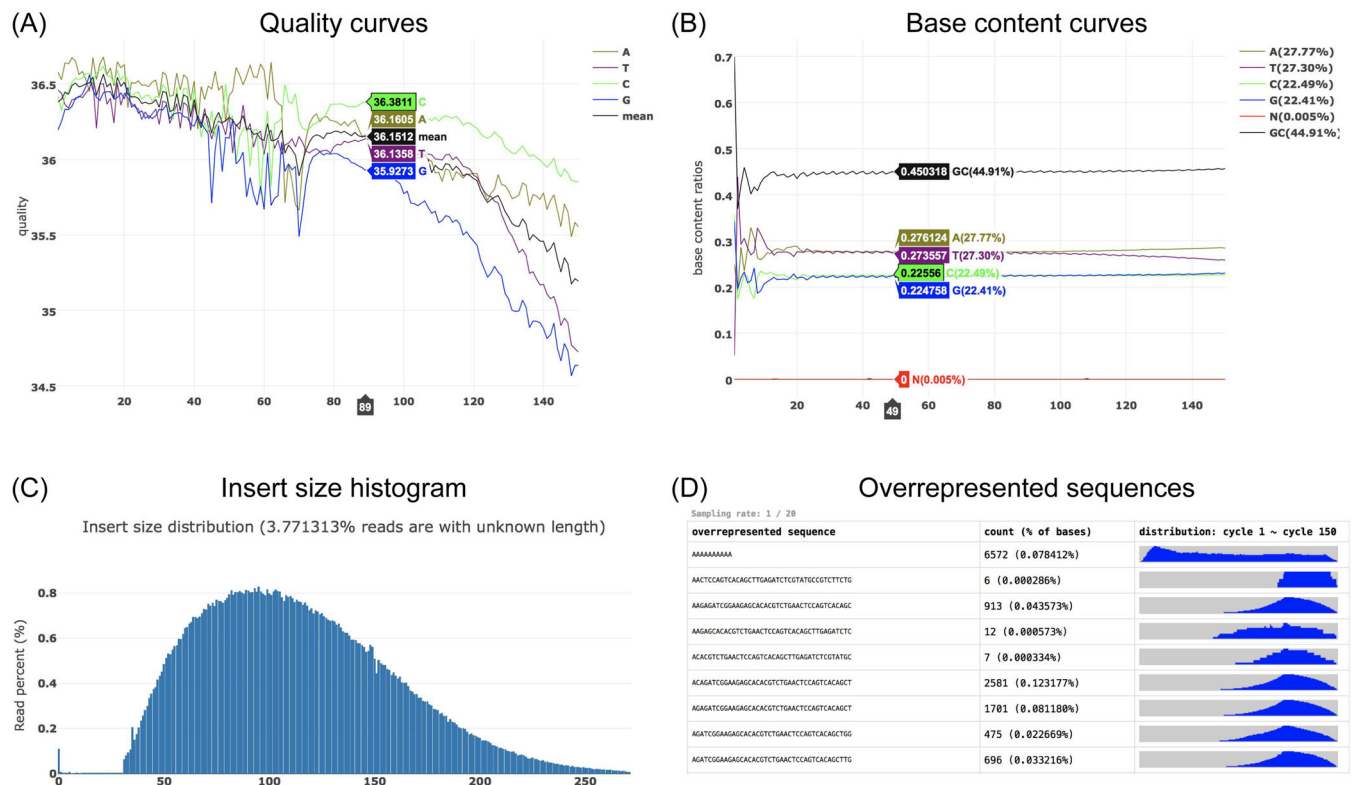 (A) Quality curves
36.5
36
35.5
35
34.5
quality
20
40
60
80
100
120
140
89
36.3811 C
36.1605 A
36.1512 mean
36.1358 T
35.9273 G
A
T
C
G
mean
(B) Base content curves
0.7
0.6
0.5
0.4
0.3
0.2
0.1
0
base content ratios
20
40
60
80
100
120
140
49
0.450318 GC(44.91%)
0.276124 A(27.77%)
0.273557 T(27.30%)
0.22556 C(22.49%)
0.224758 G(22.41%)
0 N(0.005%)
A(27.77%)
T(27.30%)
C(22.49%)
G(22.41%)
N(0.005%)
GC(44.91%)
(C) Insert size histogram
Insert size distribution (3.771313% reads are with unknown length)
Read percent (%)
0.8
0.6
0.4
0.2
0
0
50
100
150
200
250
(D) Overrepresented sequences
Sampling rate: 1 / 20
overrepresented sequence count (% of bases) distribution: cycle 1 ~ cycle 150
AAAAAAAAAA 6572 (0.078412%)
AACTCCAGTCACAGCTTGAGATCTCGTATGCCGTCTTCTG 6 (0.000286%)
AAGAGATCGGAAGAGCACACGTCTGAACTCCAGTCACAGC 913 (0.043573%)
AAGAGCACACGTCTGAACTCCAGTCACAGCTTGAGATCTC 12 (0.000573%)
ACACGTCTGAACTCCAGTCACAGCTTGAGATCTCGTATGC 7 (0.000334%)
ACAGATCGGAAGAGCACACGTCTGAACTCCAGTCACAGCT 2581 (0.123177%)
AGAGATCGGAAGAGCACACGTCTGAACTCCAGTCACAGCT 1701 (0.081180%)
AGATCGGAAGAGCACACGTCTGAACTCCAGTCACAGCTGG 475 (0.022669%)
AGATCGGAAGAGCACACGTCTGAACTCCAGTCACAGCTTG 696 (0.033216%)